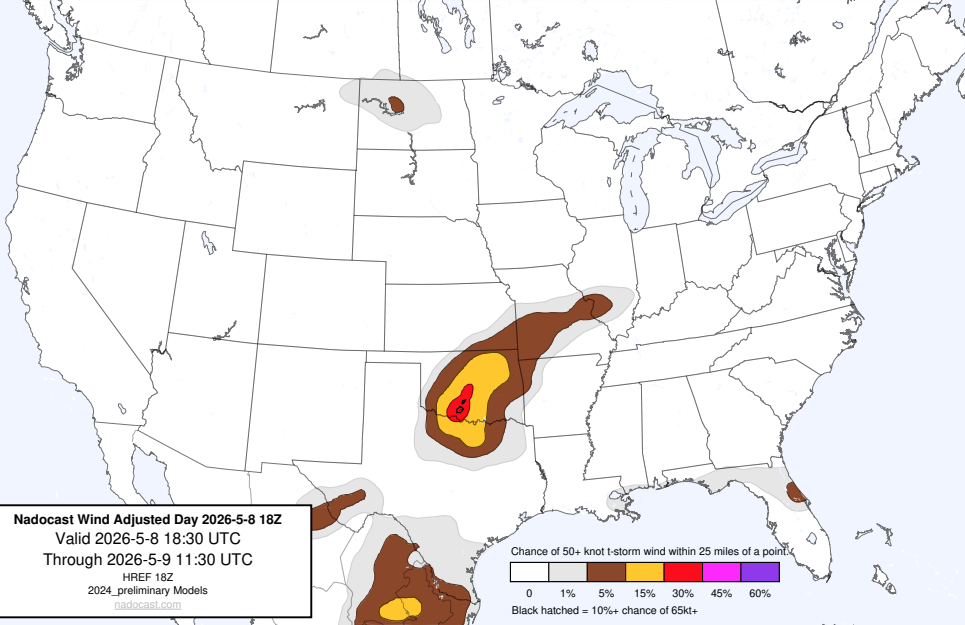 Nadocast Wind Adjusted Day 2026-5-8 18Z
Valid 2026-5-8 18:30 UTC
Through 2026-5-9 11:30 UTC
HREF 18Z
2024_preliminary Models
nadocast.com
Chance of 50+ knot t-storm wind within 25 miles of a point.
0 1% 5% 15% 30% 45% 60%
Black hatched = 10%+ chance of 65kt+